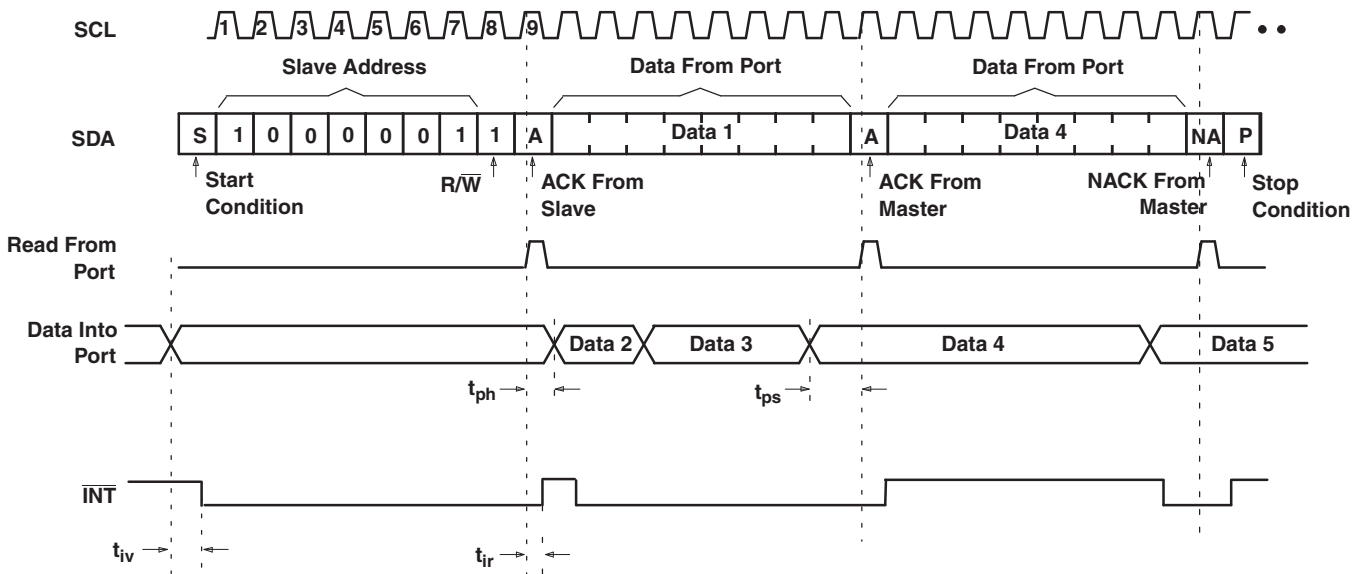 SCL
1 2 3 4 5 6 7 8 9
Slave Address
Data From Port
Data From Port
SDA
S 1 0 0 0 0 0 1 1 A Data 1 A Data 4 NA P
Start
Condition
R/W̅
ACK From
Slave
ACK From
Master
NACK From
Master
Stop
Condition
Read From
Port
Data Into
Port
Data 2
Data 3
Data 4
Data 5
tph
tps
I̅N̅T̅
tiv
tir